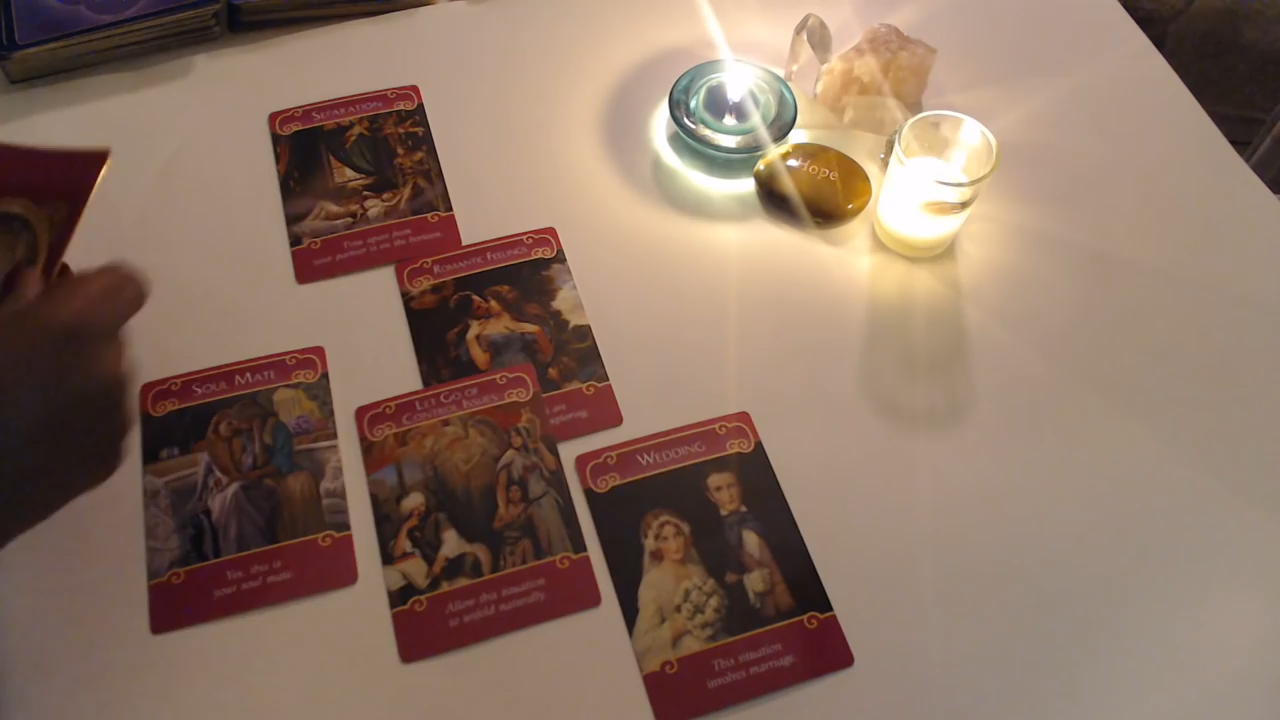 SEPARATION
Time apart from
your partner is on the horizon.
ROMANTIC FEELINGS
exploring.
SOUL MATE
Yes, this is
your soul mate.
LET GO OF
CONTROL ISSUES
Allow this situation
to unfold naturally.
WEDDING
This situation
involves marriage.
Hope